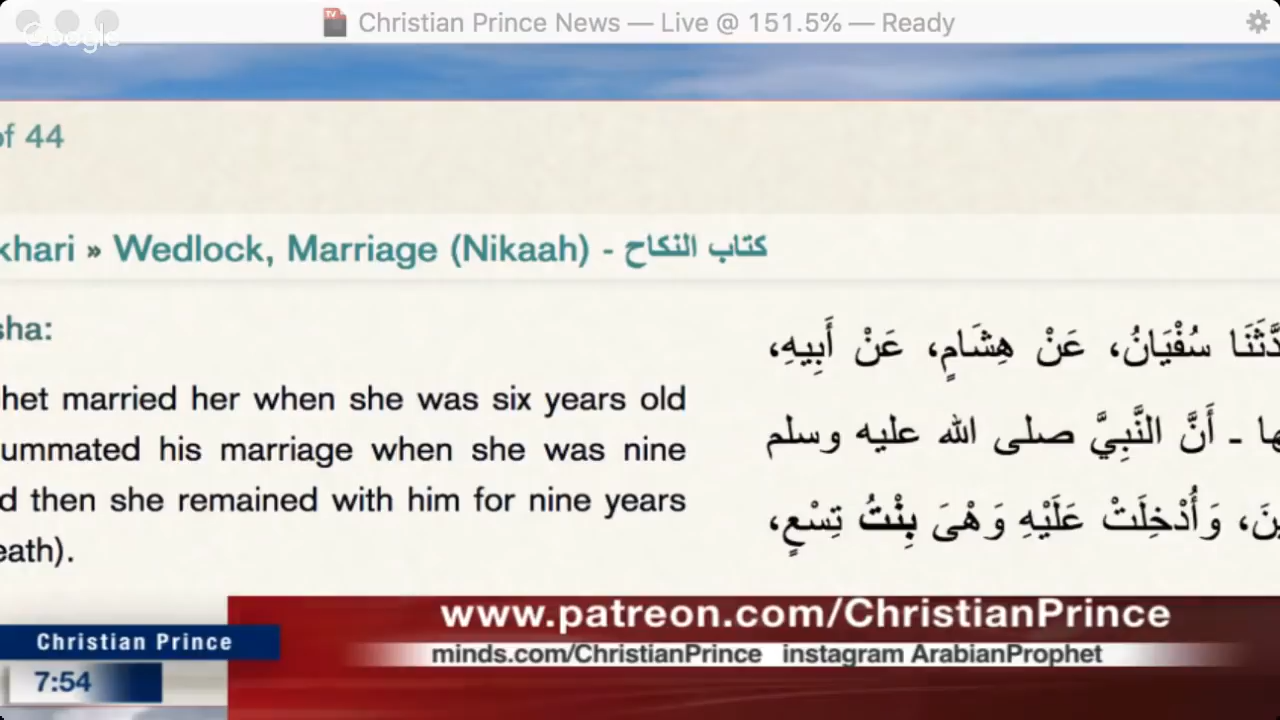 Google
Christian Prince News — Live @ 151.5% — Ready
of 44
khari » Wedlock, Marriage (Nikaah) - كتاب النكاح
sha:
het married her when she was six years old
ummated his marriage when she was nine
d then she remained with him for nine years
eath).
دَّثَنَا سُفْيَانُ، عَنْ هِشَامٍ، عَنْ أَبِيهِ،
ها ـ أَنَّ النَّبِيَّ صلى الله عليه وسلم
ينَ، وَأُدْخِلَتْ عَلَيْهِ وَهْىَ بِنْتُ تِسْعٍ،
www.patreon.com/ChristianPrince
minds.com/ChristianPrince instagram ArabianProphet
Christian Prince
7:54